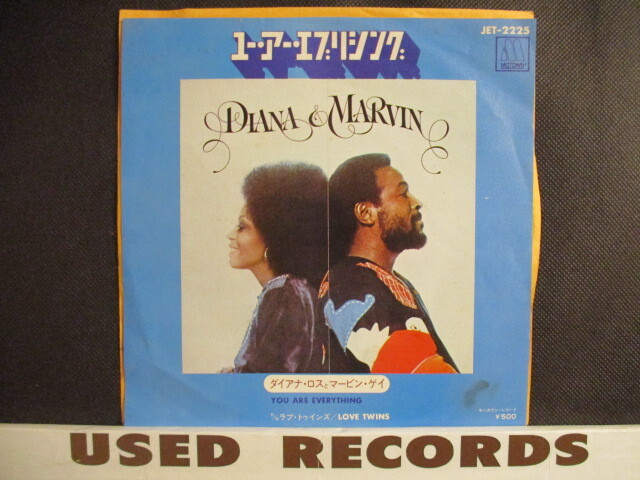 JET-2225
ユー・アー・エブリシング
MOTOWN
DIANA & MARVIN
ダイアナ・ロスとマービン・ゲイ
YOU ARE EVERYTHING
ラブ・トゥインズ/LOVE TWINS
¥500
USED RECORDS